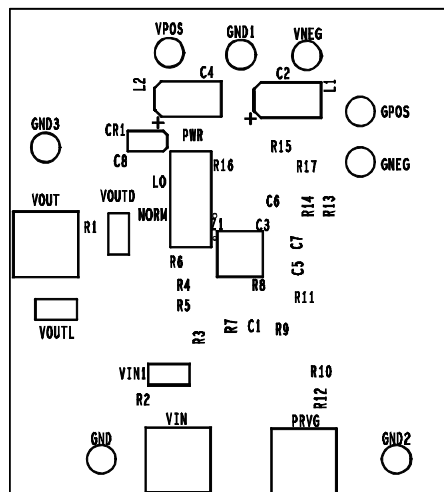 VPOS
GND1
VNEG
L2
C4
C2
L1
+
+
GPOS
CR1
PWR
GND3
R15
C8
R16
R17
GNEG
LO
VOUT
VOUTD
C6
R14
R13
R1
NORM
Z1
C3
C7
R6
C5
R4
R8
R5
R11
R3
R7
C1
R9
VOUTL
VIN1
R10
R2
R12
VIN
PRVG
GND
GND2